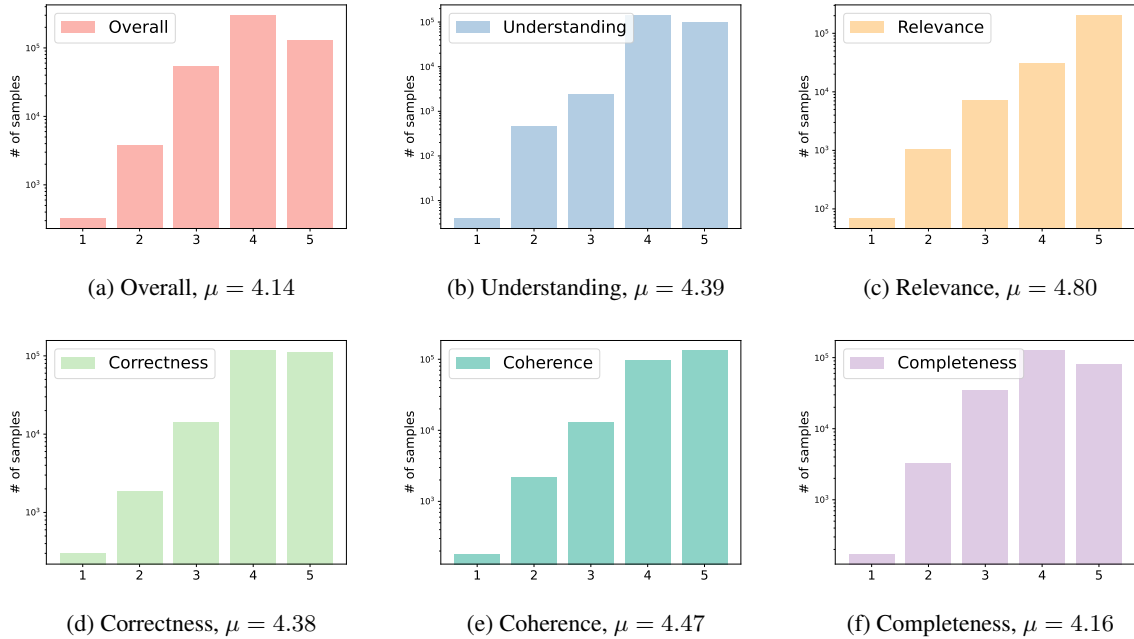 Overall
# of samples
10^5
10^4
10^3
1 2 3 4 5
(a) Overall, μ = 4.14
Understanding
# of samples
10^5
10^4
10^3
10^2
10^1
1 2 3 4 5
(b) Understanding, μ = 4.39
Relevance
# of samples
10^5
10^4
10^3
10^2
1 2 3 4 5
(c) Relevance, μ = 4.80
Correctness
# of samples
10^5
10^4
10^3
1 2 3 4 5
(d) Correctness, μ = 4.38
Coherence
# of samples
10^5
10^4
10^3
1 2 3 4 5
(e) Coherence, μ = 4.47
Completeness
# of samples
10^5
10^4
10^3
1 2 3 4 5
(f) Completeness, μ = 4.16